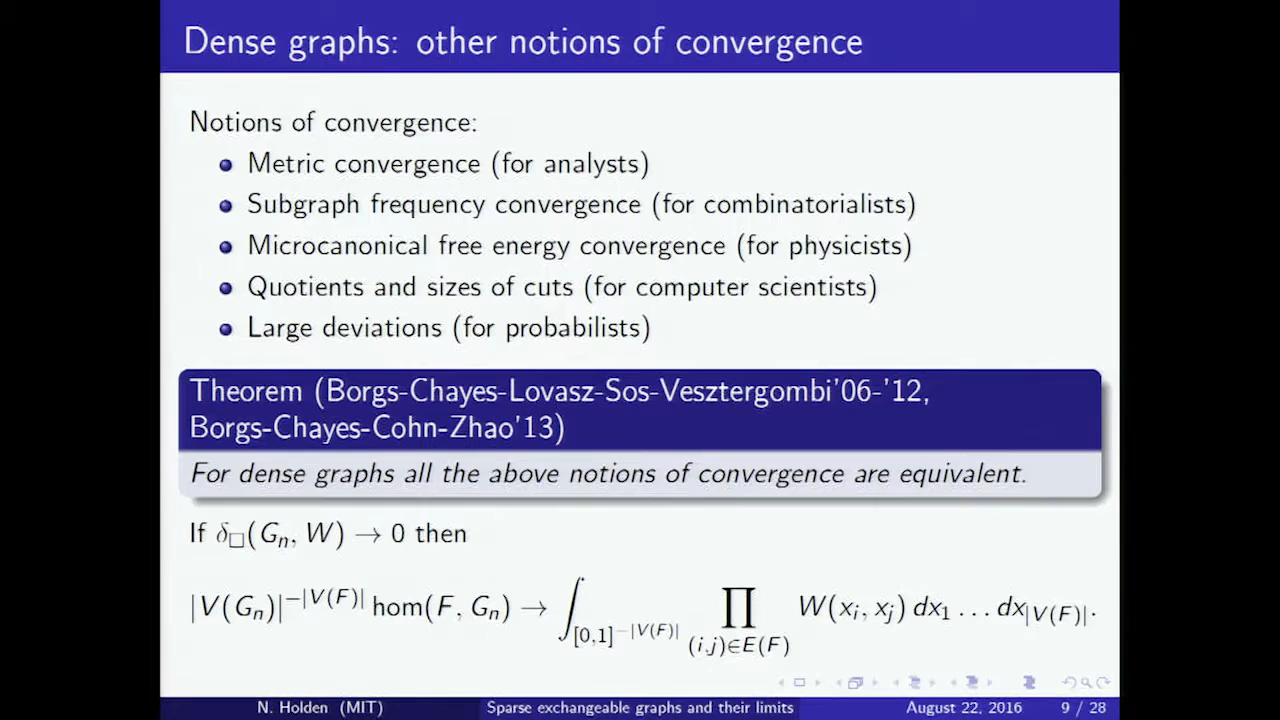 Dense graphs: other notions of convergence
Notions of convergence:
Metric convergence (for analysts)
Subgraph frequency convergence (for combinatorialists)
Microcanonical free energy convergence (for physicists)
Quotients and sizes of cuts (for computer scientists)
Large deviations (for probabilists)
Theorem (Borgs-Chayes-Lovasz-Sos-Vesztergombi'06-'12,
Borgs-Chayes-Cohn-Zhao'13)
For dense graphs all the above notions of convergence are equivalent.
If δ□(Gₙ, W) → 0 then
|V(Gₙ)|^{-|V(F)|} hom(F, Gₙ) → ∫_{[0,1]^{-|V(F)|}} ∏_{(i,j)∈E(F)} W(x_i, x_j) dx_1 … dx_{|V(F)|}.
N. Holden (MIT) Sparse exchangeable graphs and their limits August 22, 2016 9 / 28